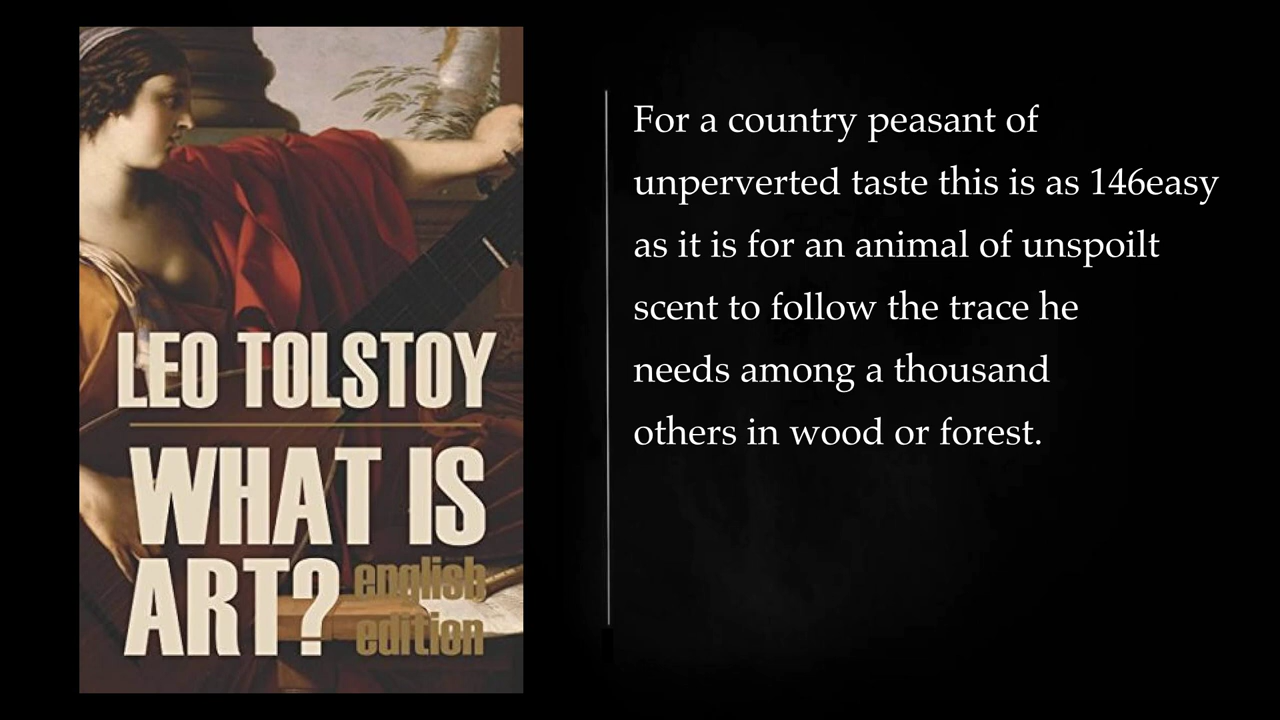 LEO TOLSTOY
WHAT IS
ART?
english
edition
For a country peasant of
unperverted taste this is as 146easy
as it is for an animal of unspoilt
scent to follow the trace he
needs among a thousand
others in wood or forest.